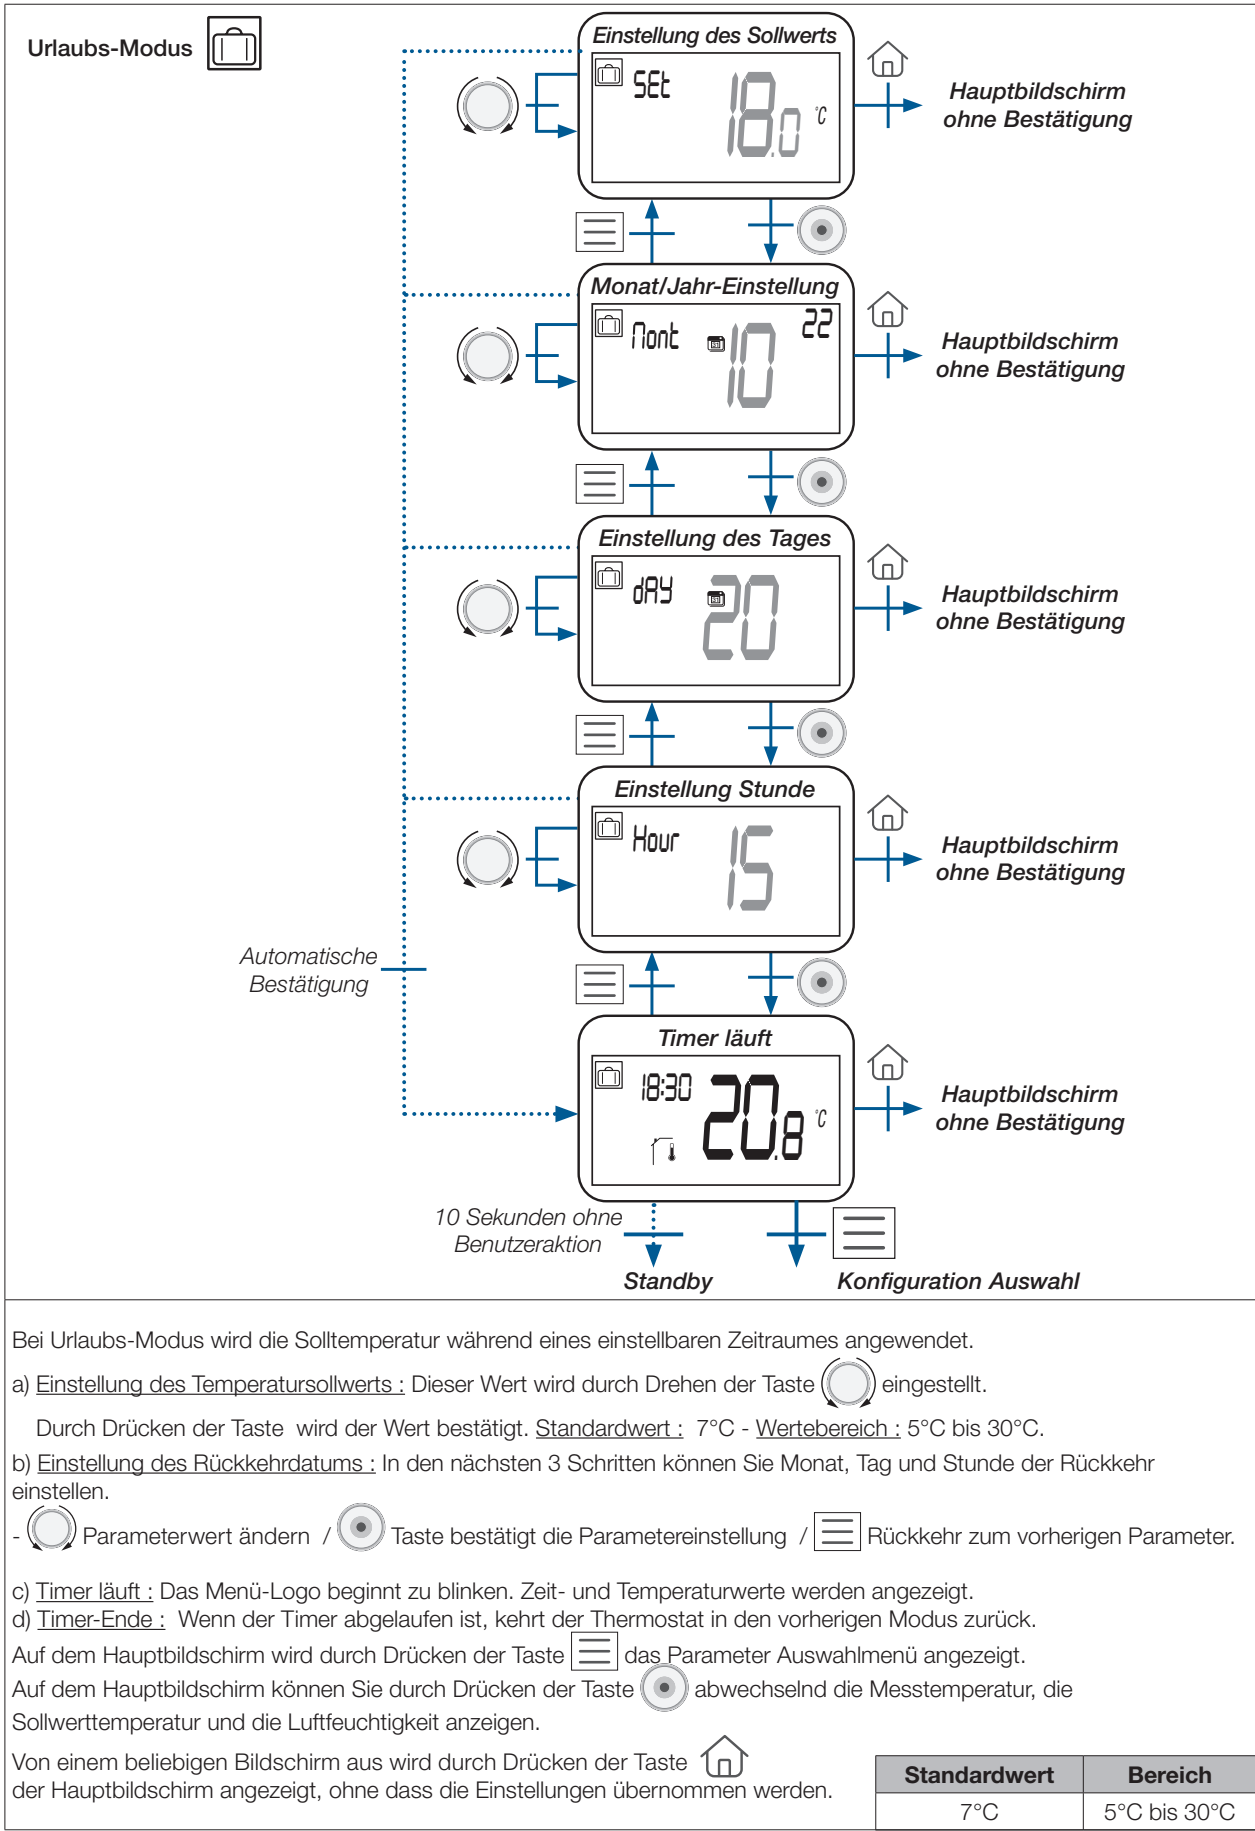 Urlaubs-Modus
Einstellung des Sollwerts
SEt
18.0 °C
Hauptbildschirm
ohne Bestätigung
Monat/Jahr-Einstellung
Mont
31
10
22
Hauptbildschirm
ohne Bestätigung
Einstellung des Tages
dAY
31
20
Hauptbildschirm
ohne Bestätigung
Einstellung Stunde
Hour
15
Hauptbildschirm
ohne Bestätigung
Automatische
Bestätigung
Timer läuft
18:30
20.8 °C
Hauptbildschirm
ohne Bestätigung
10 Sekunden ohne
Benutzeraktion
Standby
Konfiguration Auswahl
Bei Urlaubs-Modus wird die Solltemperatur während eines einstellbaren Zeitraumes angewendet.
a) Einstellung des Temperatursollwerts : Dieser Wert wird durch Drehen der Taste eingestellt.
Durch Drücken der Taste wird der Wert bestätigt. Standardwert : 7°C - Wertebereich : 5°C bis 30°C.
b) Einstellung des Rückkehrdatums : In den nächsten 3 Schritten können Sie Monat, Tag und Stunde der Rückkehr
einstellen.
- Parameterwert ändern / Taste bestätigt die Parametereinstellung / Rückkehr zum vorherigen Parameter.
c) Timer läuft : Das Menü-Logo beginnt zu blinken. Zeit- und Temperaturwerte werden angezeigt.
d) Timer-Ende : Wenn der Timer abgelaufen ist, kehrt der Thermostat in den vorherigen Modus zurück.
Auf dem Hauptbildschirm wird durch Drücken der Taste das Parameter Auswahlmenü angezeigt.
Auf dem Hauptbildschirm können Sie durch Drücken der Taste abwechselnd die Messtemperatur, die
Sollwerttemperatur und die Luftfeuchtigkeit anzeigen.
Von einem beliebigen Bildschirm aus wird durch Drücken der Taste
der Hauptbildschirm angezeigt, ohne dass die Einstellungen übernommen werden.
Standardwert Bereich
7°C 5°C bis 30°C